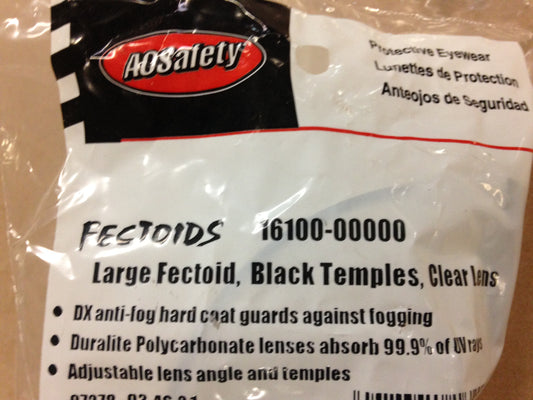 AOSafety
Protective Eyewear
Lunettes de Protection
Anteojos de Seguridad
FECTOIDS 16100-00000
Large Fectoid, Black Temples, Clear lens
• DX anti-fog hard coat guards against fogging
• Duralite Polycarbonate lenses absorb 99.9% of UV rays
• Adjustable lens angle and temples